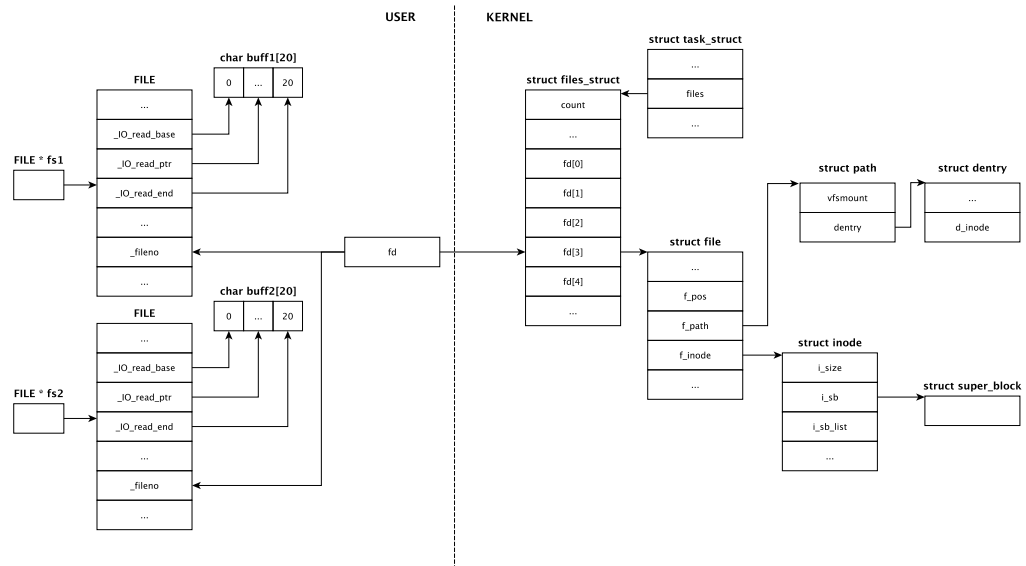 USER
KERNEL
char buff1[20]
0 ... 20
FILE
...
_IO_read_base
_IO_read_ptr
_IO_read_end
...
_fileno
...
FILE * fs1
char buff2[20]
0 ... 20
FILE
...
_IO_read_base
_IO_read_ptr
_IO_read_end
...
_fileno
...
FILE * fs2
fd
struct task_struct
...
files
...
struct files_struct
count
...
fd[0]
fd[1]
fd[2]
fd[3]
fd[4]
...
struct file
...
f_pos
f_path
f_inode
...
struct path
vfsmount
dentry
struct dentry
...
d_inode
struct inode
i_size
i_sb
i_sb_list
...
struct super_block